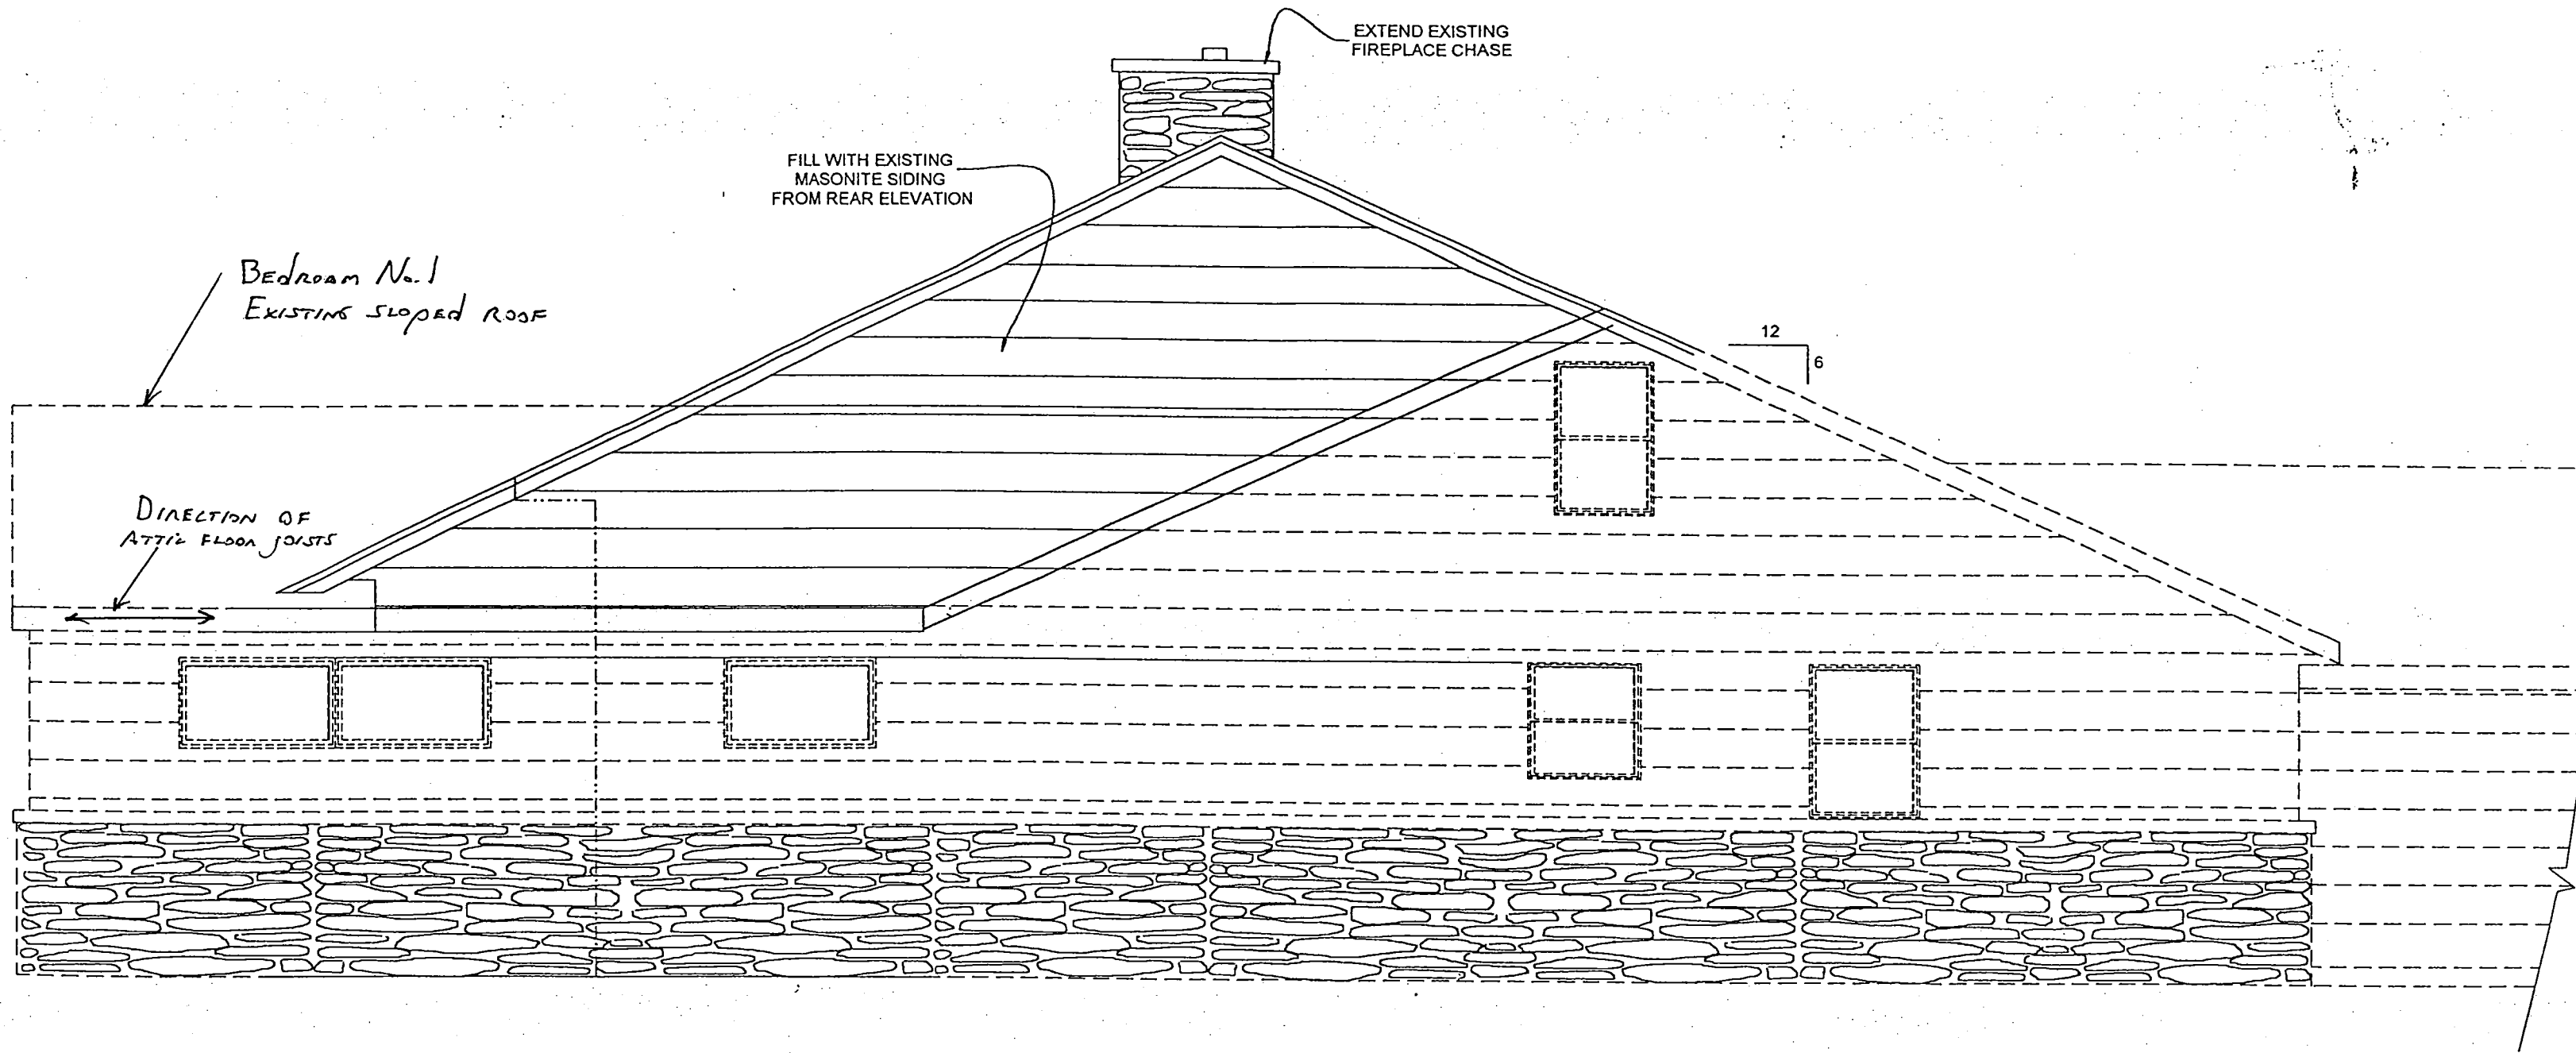 EXTEND EXISTING
FIREPLACE CHASE
FILL WITH EXISTING
MASONITE SIDING
FROM REAR ELEVATION
BEDROOM No.1
EXISTING SLOPED ROOF
12
6
DIRECTION OF
ATTIC FLOOR JOISTS